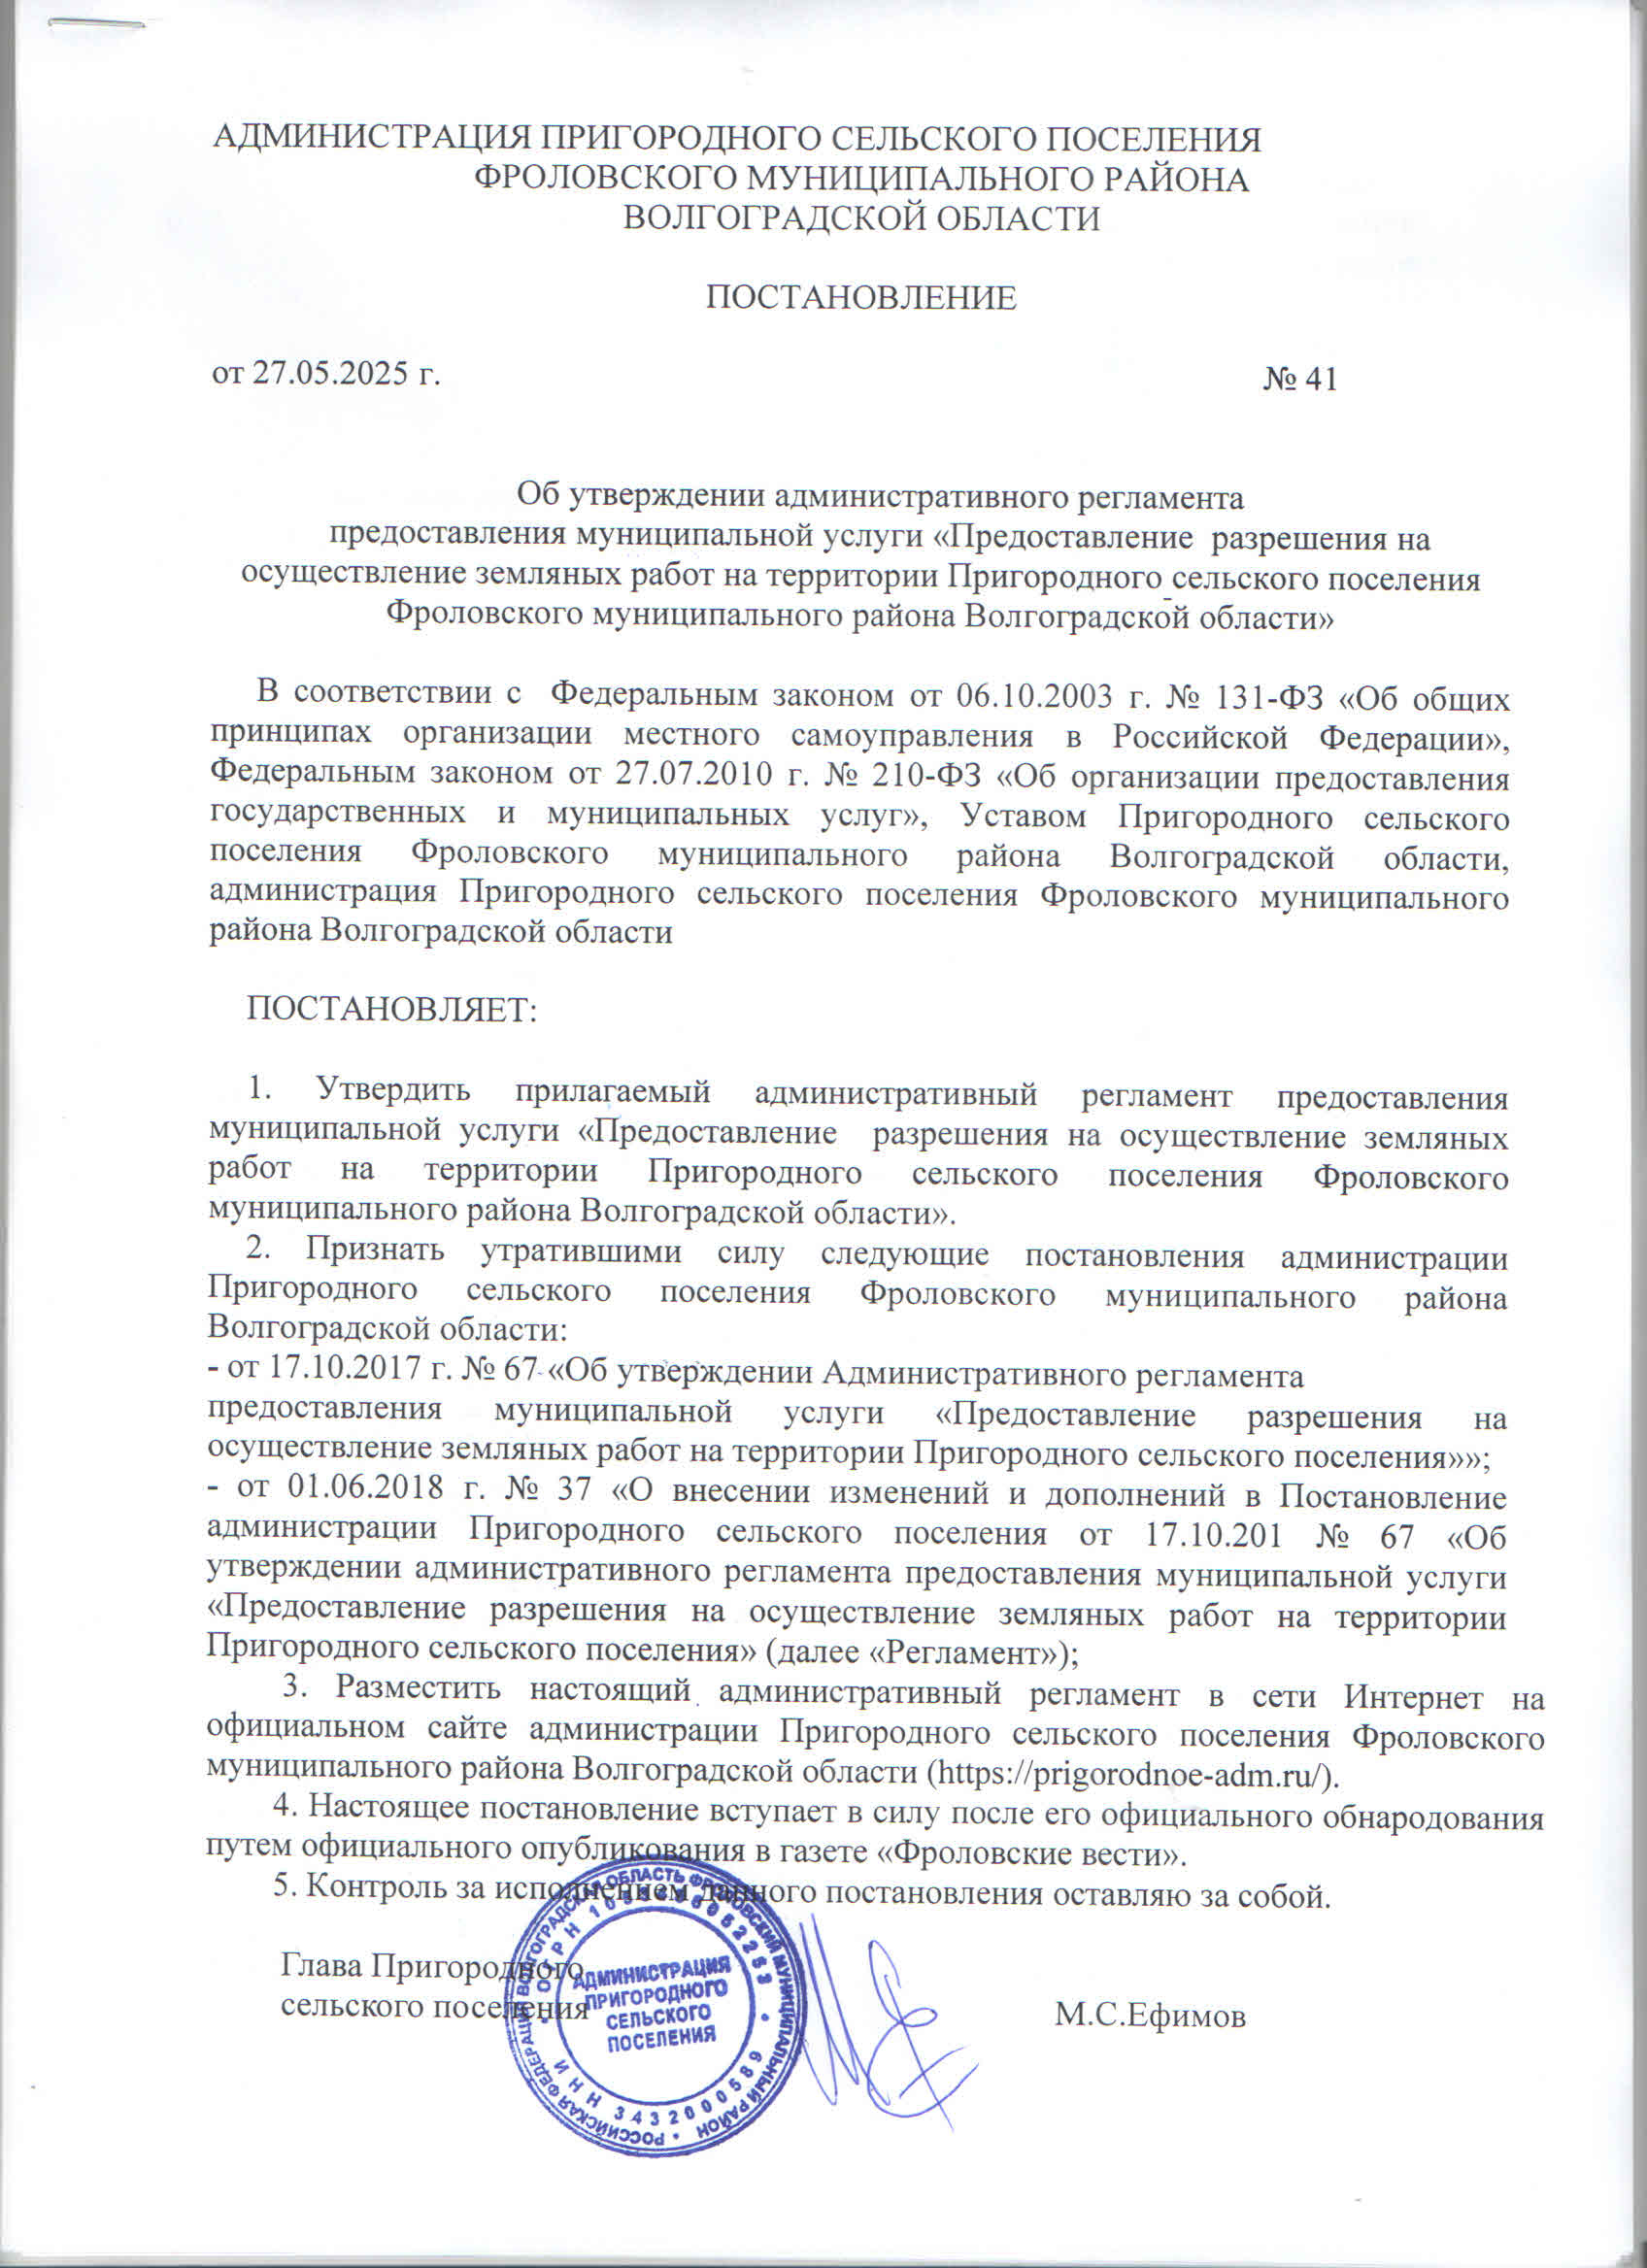 АДМИНИСТРАЦИЯ ПРИГОРОДНОГО СЕЛЬСКОГО ПОСЕЛЕНИЯ
ФРОЛОВСКОГО МУНИЦИПАЛЬНОГО РАЙОНА
ВОЛГОГРАДСКОЙ ОБЛАСТИ
ПОСТАНОВЛЕНИЕ
от 27.05.2025 г. № 41
Об утверждении административного регламента
предоставления муниципальной услуги «Предоставление разрешения на
осуществление земляных работ на территории Пригородного сельского поселения
Фроловского муниципального района Волгоградской области»
В соответствии с Федеральным законом от 06.10.2003 г. № 131-ФЗ «Об общих
принципах организации местного самоуправления в Российской Федерации»,
Федеральным законом от 27.07.2010 г. № 210-ФЗ «Об организации предоставления
государственных и муниципальных услуг», Уставом Пригородного сельского
поселения Фроловского муниципального района Волгоградской области,
администрация Пригородного сельского поселения Фроловского муниципального
района Волгоградской области
ПОСТАНОВЛЯЕТ:
1. Утвердить прилагаемый административный регламент предоставления
муниципальной услуги «Предоставление разрешения на осуществление земляных
работ на территории Пригородного сельского поселения Фроловского
муниципального района Волгоградской области».
2. Признать утратившими силу следующие постановления администрации
Пригородного сельского поселения Фроловского муниципального района
Волгоградской области:
- от 17.10.2017 г. № 67 «Об утверждении Административного регламента
предоставления муниципальной услуги «Предоставление разрешения на
осуществление земляных работ на территории Пригородного сельского поселения»»;
- от 01.06.2018 г. № 37 «О внесении изменений и дополнений в Постановление
администрации Пригородного сельского поселения от 17.10.201 № 67 «Об
утверждении административного регламента предоставления муниципальной услуги
«Предоставление разрешения на осуществление земляных работ на территории
Пригородного сельского поселения» (далее «Регламент»);
3. Разместить настоящий административный регламент в сети Интернет на
официальном сайте администрации Пригородного сельского поселения Фроловского
муниципального района Волгоградской области (https://prigorodnoe-adm.ru/).
4. Настоящее постановление вступает в силу после его официального обнародования
путем официального опубликования в газете «Фроловские вести».
5. Контроль за исполнением данного постановления оставляю за собой.
Глава Пригородного
сельского поселения М.С.Ефимов
РОССИЙСКАЯ ФЕДЕРАЦИЯ ВОЛГОГРАДСКАЯ ОБЛАСТЬ ФРОЛОВСКИЙ МУНИЦИПАЛЬНЫЙ РАЙОН
ОГРН
ИНН 3432000589
АДМИНИСТРАЦИЯ
ПРИГОРОДНОГО
СЕЛЬСКОГО
ПОСЕЛЕНИЯ